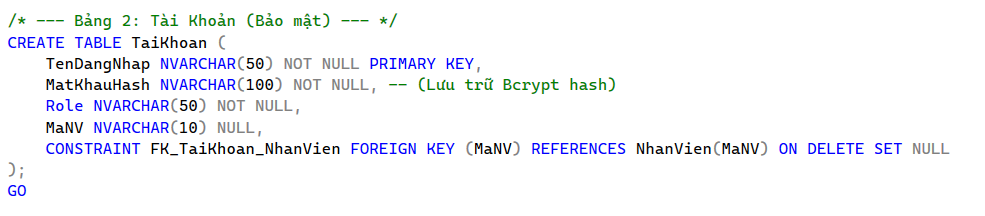 /* --- Bảng 2: Tài Khoản (Bảo mật) --- */
CREATE TABLE TaiKhoan (
    TenDangNhap NVARCHAR(50) NOT NULL PRIMARY KEY,
    MatKhauHash NVARCHAR(100) NOT NULL, -- (Lưu trữ Bcrypt hash)
    Role NVARCHAR(50) NOT NULL,
    MaNV NVARCHAR(10) NULL,
    CONSTRAINT FK_TaiKhoan_NhanVien FOREIGN KEY (MaNV) REFERENCES NhanVien(MaNV) ON DELETE SET NULL
);
GO